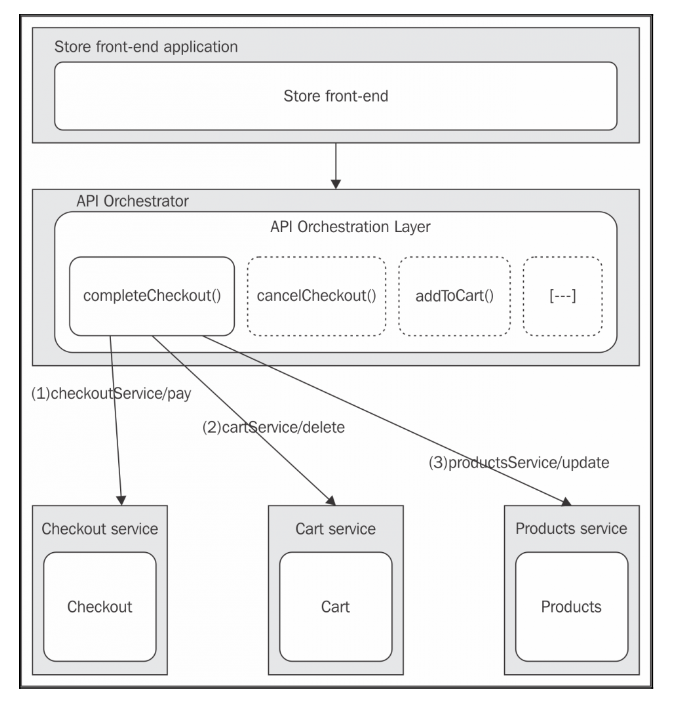 Store front-end application
Store front-end
API Orchestrator
API Orchestration Layer
completeCheckout()
cancelCheckout()
addToCart()
[---]
(1)checkoutService/pay
(2)cartService/delete
(3)productsService/update
Checkout service
Cart service
Products service
Checkout
Cart
Products